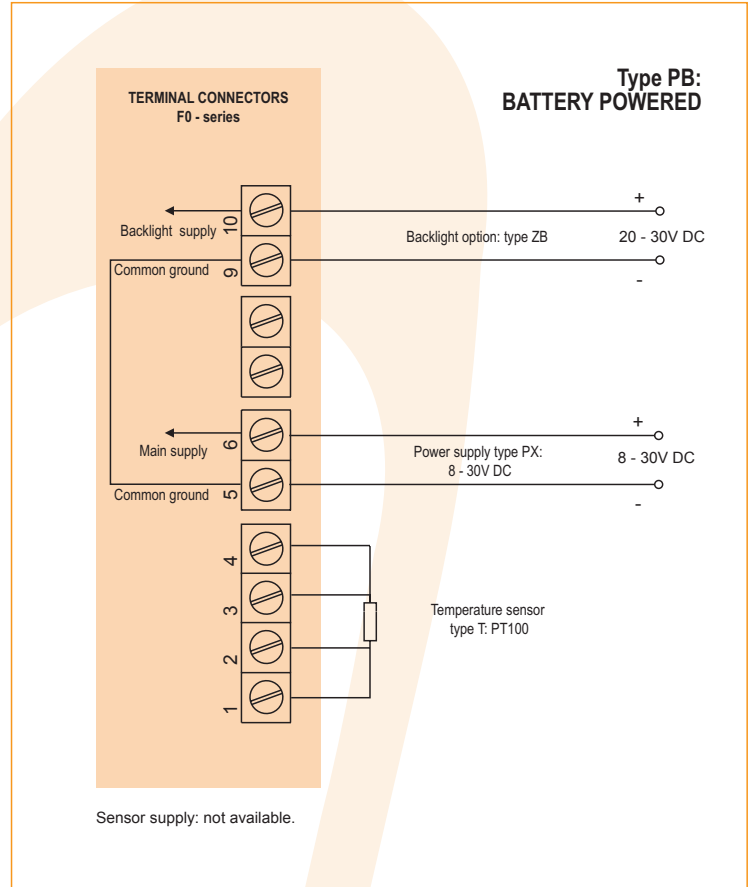 Type PB:
BATTERY POWERED
TERMINAL CONNECTORS
F0 - series
+
10
Backlight supply
Backlight option: type ZB
20 - 30V DC
Common ground
9
-
+
6
Main supply
Power supply type PX:
8 - 30V DC
8 - 30V DC
Common ground
5
-
4
3
Temperature sensor
type T: PT100
2
1
Sensor supply: not available.